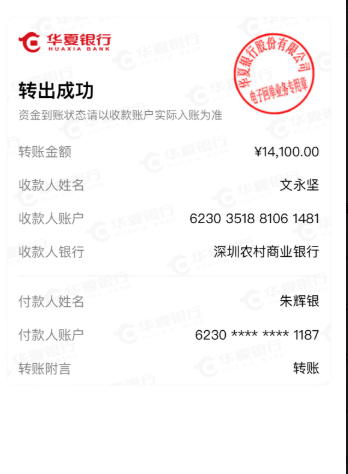 华夏银行
HUAXIA BANK
华夏银行股份有限公司
电子回单业务专用章
转出成功
资金到账状态请以收款账户实际入账为准
转账金额 ¥14,100.00
收款人姓名 文永坚
收款人账户 6230 3518 8106 1481
收款人银行 深圳农村商业银行
付款人姓名 朱辉银
付款人账户 6230 **** **** 1187
转账附言 转账